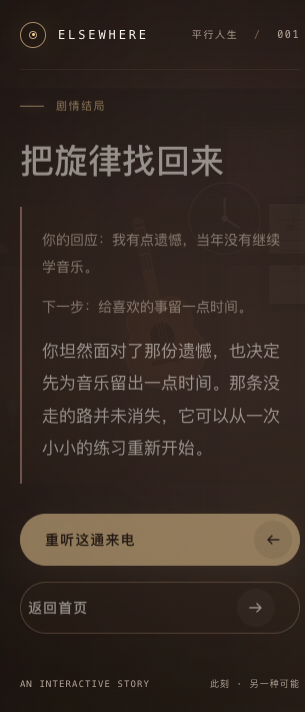 ELSEWHERE 平行人生 / 001
剧情结局
把旋律找回来
你的回应：我有点遗憾，当年没有继续
学音乐。
下一步：给喜欢的事留一点时间。
你坦然面对了那份遗憾，也决定
先为音乐留出一点时间。那条没
走的路并未消失，它可以从一次
小小的练习重新开始。
重听这通来电 ←
返回首页 →
AN INTERACTIVE STORY 此刻 · 另一种可能